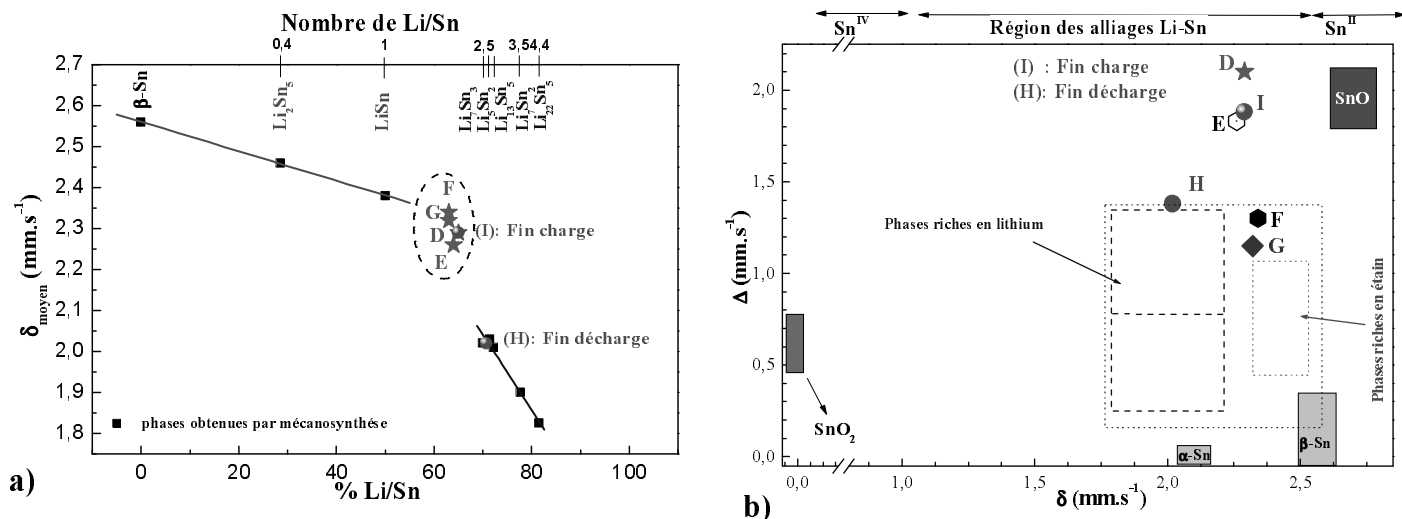 Nombre de Li/Sn
0,4 1 2,5 3,5 4,4
β-Sn
Li2Sn5
LiSn
Li7Sn3
Li5Sn2
Li13Sn5
Li7Sn2
Li22Sn5
2,7
2,6
2,5
2,4
2,3
2,2
2,1
2,0
1,9
1,8
δmoyen (mm.s-1)
F
G
D
E
(I): Fin charge
(H): Fin décharge
phases obtenues par mécanosynthése
0 20 40 60 80 100
% Li/Sn
a)
SnIV Région des alliages Li-Sn SnII
(I) : Fin charge
(H): Fin décharge
D
I
E
SnO
H
F
G
Phases riches en lithium
Phases riches en étain
SnO2
α-Sn
β-Sn
2,0
1,5
1,0
0,5
0,0
Δ (mm.s-1)
0,0 1,0 1,5 2,0 2,5
δ (mm.s-1)
b)